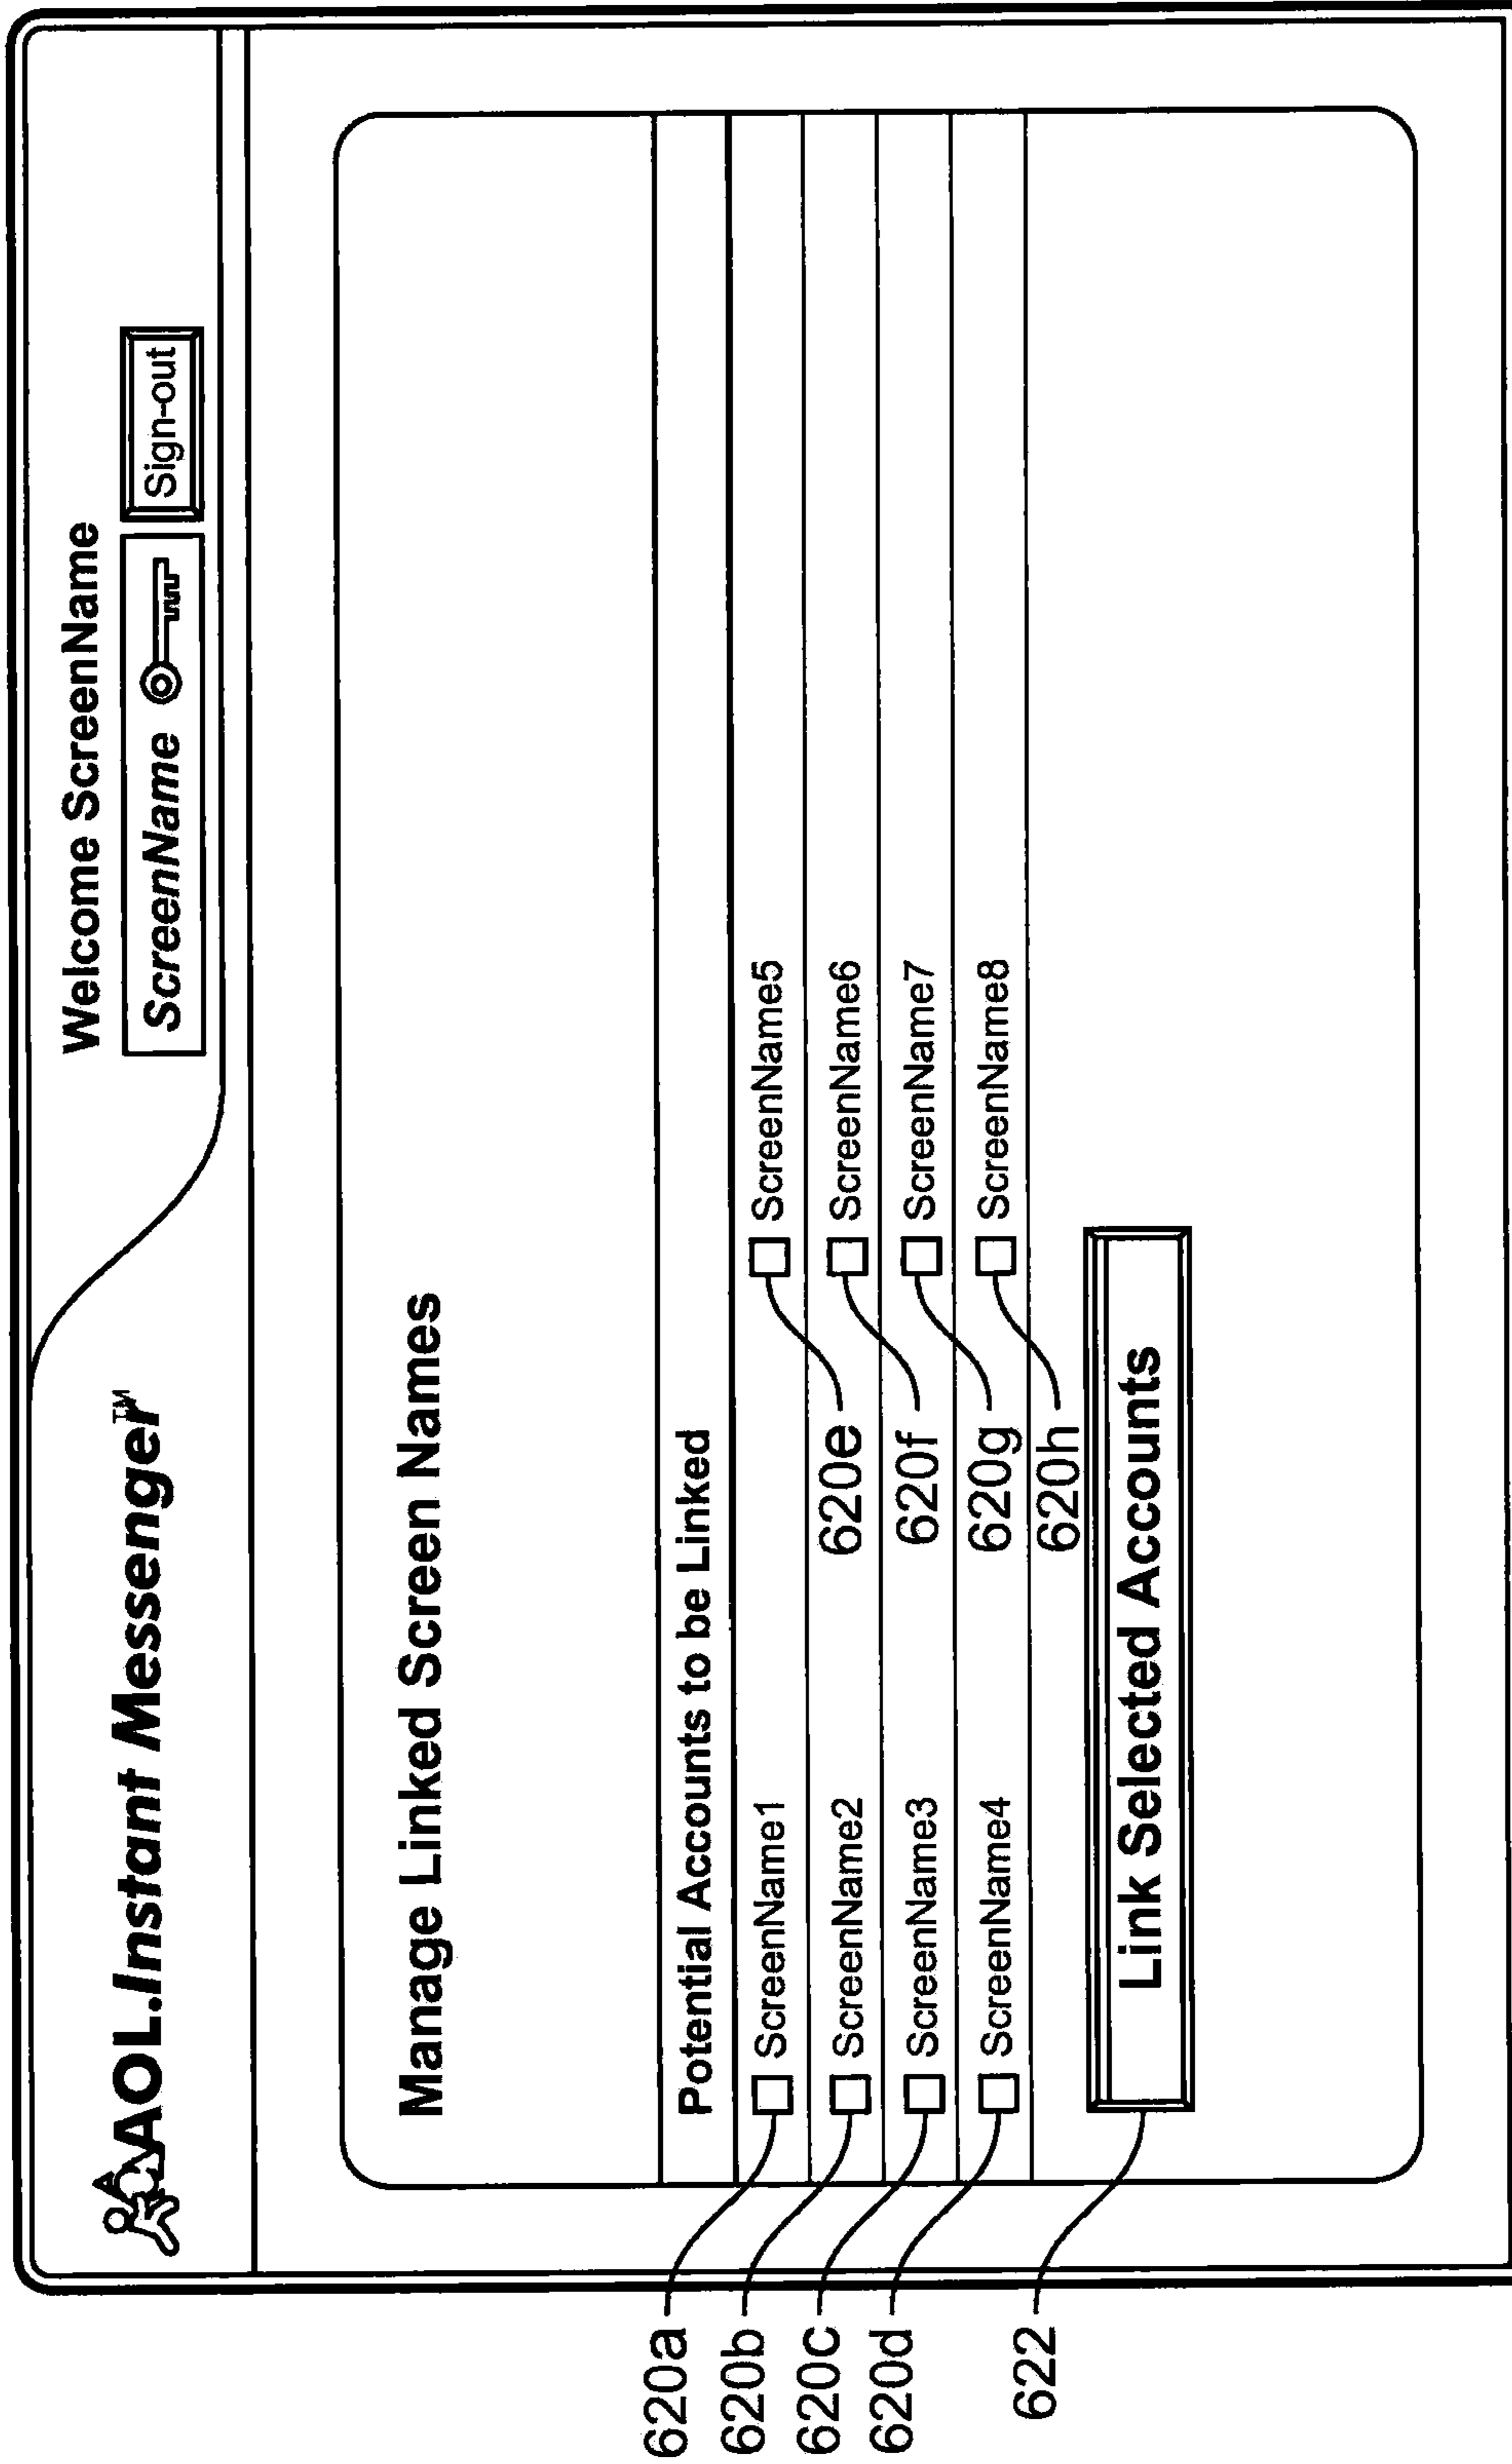 AOL.Instant Messenger™
Welcome ScreenName
ScreenName
Sign-out
Manage Linked Screen Names
Potential Accounts to be Linked
620a
ScreenName1
620e
ScreenName5
620b
ScreenName2
620f
ScreenName6
620c
ScreenName3
620g
ScreenName7
620d
ScreenName4
620h
ScreenName8
622
Link Selected Accounts